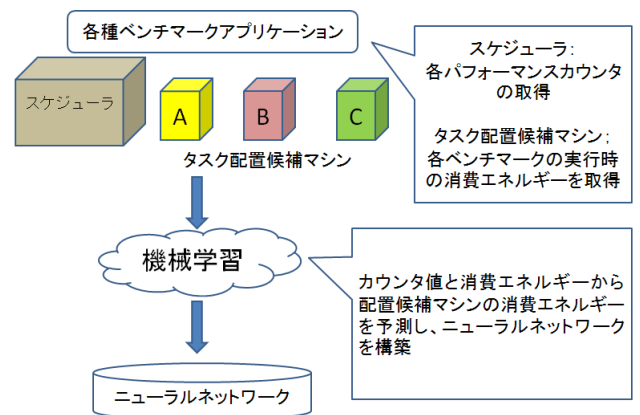 各種ベンチマークアプリケーション
スケジューラ
A
B
C
タスク配置候補マシン
スケジューラ:
各パフォーマンスカウンタ
の取得
タスク配置候補マシン;
各ベンチマークの実行時
の消費エネルギーを取得
機械学習
カウンタ値と消費エネルギーから
配置候補マシンの消費エネルギー
を予測し、ニューラルネットワーク
を構築
ニューラルネットワーク